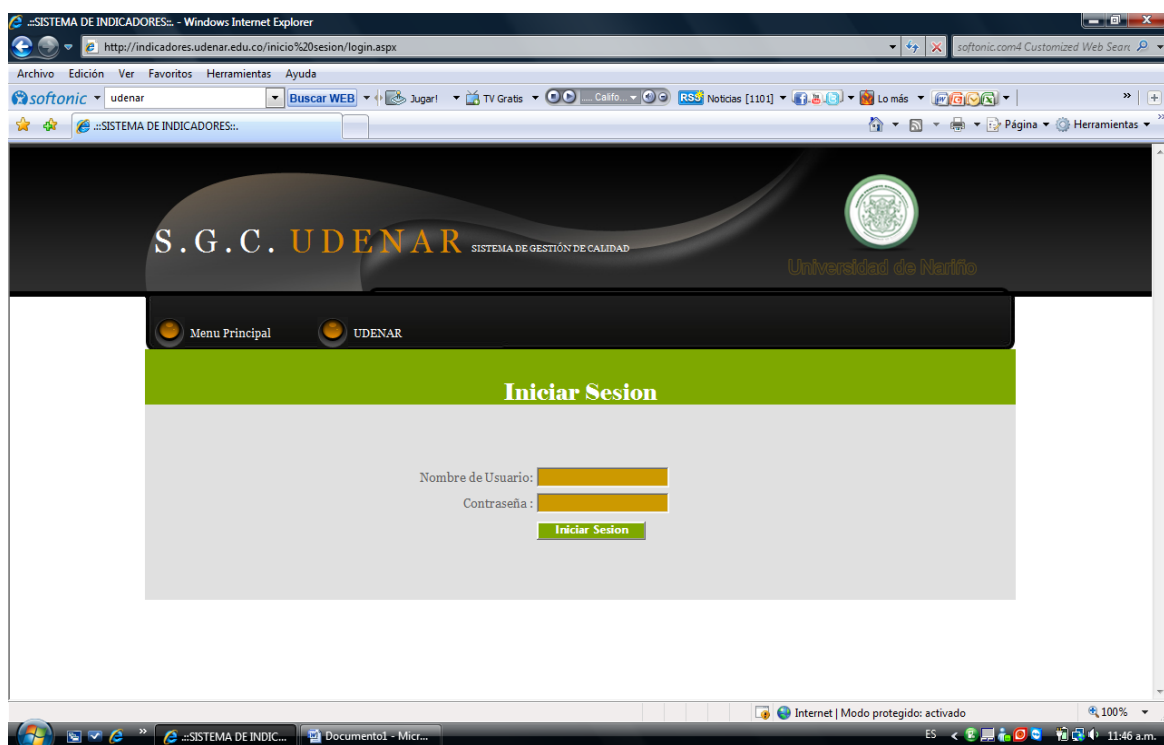 .::SISTEMA DE INDICADORES::. - Windows Internet Explorer
http://indicadores.udenar.edu.co/inicio%20sesion/login.aspx
softonic.com4 Customized Web Searc
Archivo Edición Ver Favoritos Herramientas Ayuda
softonic udenar Buscar WEB Jugar! TV Gratis ..... Califo... RSS Noticias [1101] Lo más »
.::SISTEMA DE INDICADORES::. Página Herramientas »
S.G.C. UDENAR SISTEMA DE GESTIÓN DE CALIDAD
Universidad de Nariño
Menu Principal UDENAR
Iniciar Sesion
Nombre de Usuario:
Contraseña :
Iniciar Sesion
Internet | Modo protegido: activado 100%
» .::SISTEMA DE INDIC... Documento1 - Micr... ES 11:46 a.m.